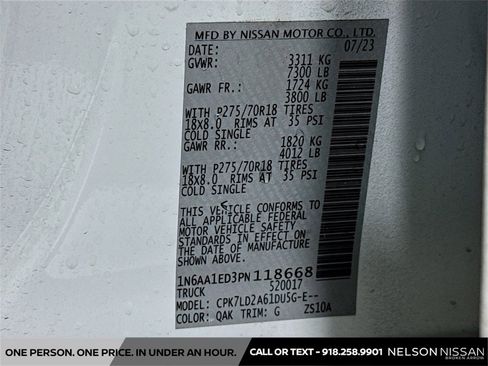 MFD BY NISSAN MOTOR CO., LTD.
DATE: 07/23
GVWR: 3311 KG
7300 LB
GAWR FR.: 1724 KG
3800 LB
WITH P275/70R18 TIRES
18X8.0 RIMS AT 35 PSI
COLD SINGLE
GAWR RR.: 1820 KG
4012 LB
WITH P275/70R18 TIRES
18X8.0 RIMS AT 35 PSI
COLD SINGLE
THIS VEHICLE CONFORMS TO
ALL APPLICABLE FEDERAL
MOTOR VEHICLE SAFETY
STANDARDS IN EFFECT ON
THE DATE OF MANUFACTURE
SHOWN ABOVE.
1N6AA1ED3PN118668
TRUCK 520017
MODEL: CPK7LD2A61DU5G-E--
COLOR: QAK TRIM: G ZS10A
ONE PERSON. ONE PRICE. IN UNDER AN HOUR. CALL OR TEXT - 918.258.9901 NELSON NISSAN
BROKEN ARROW